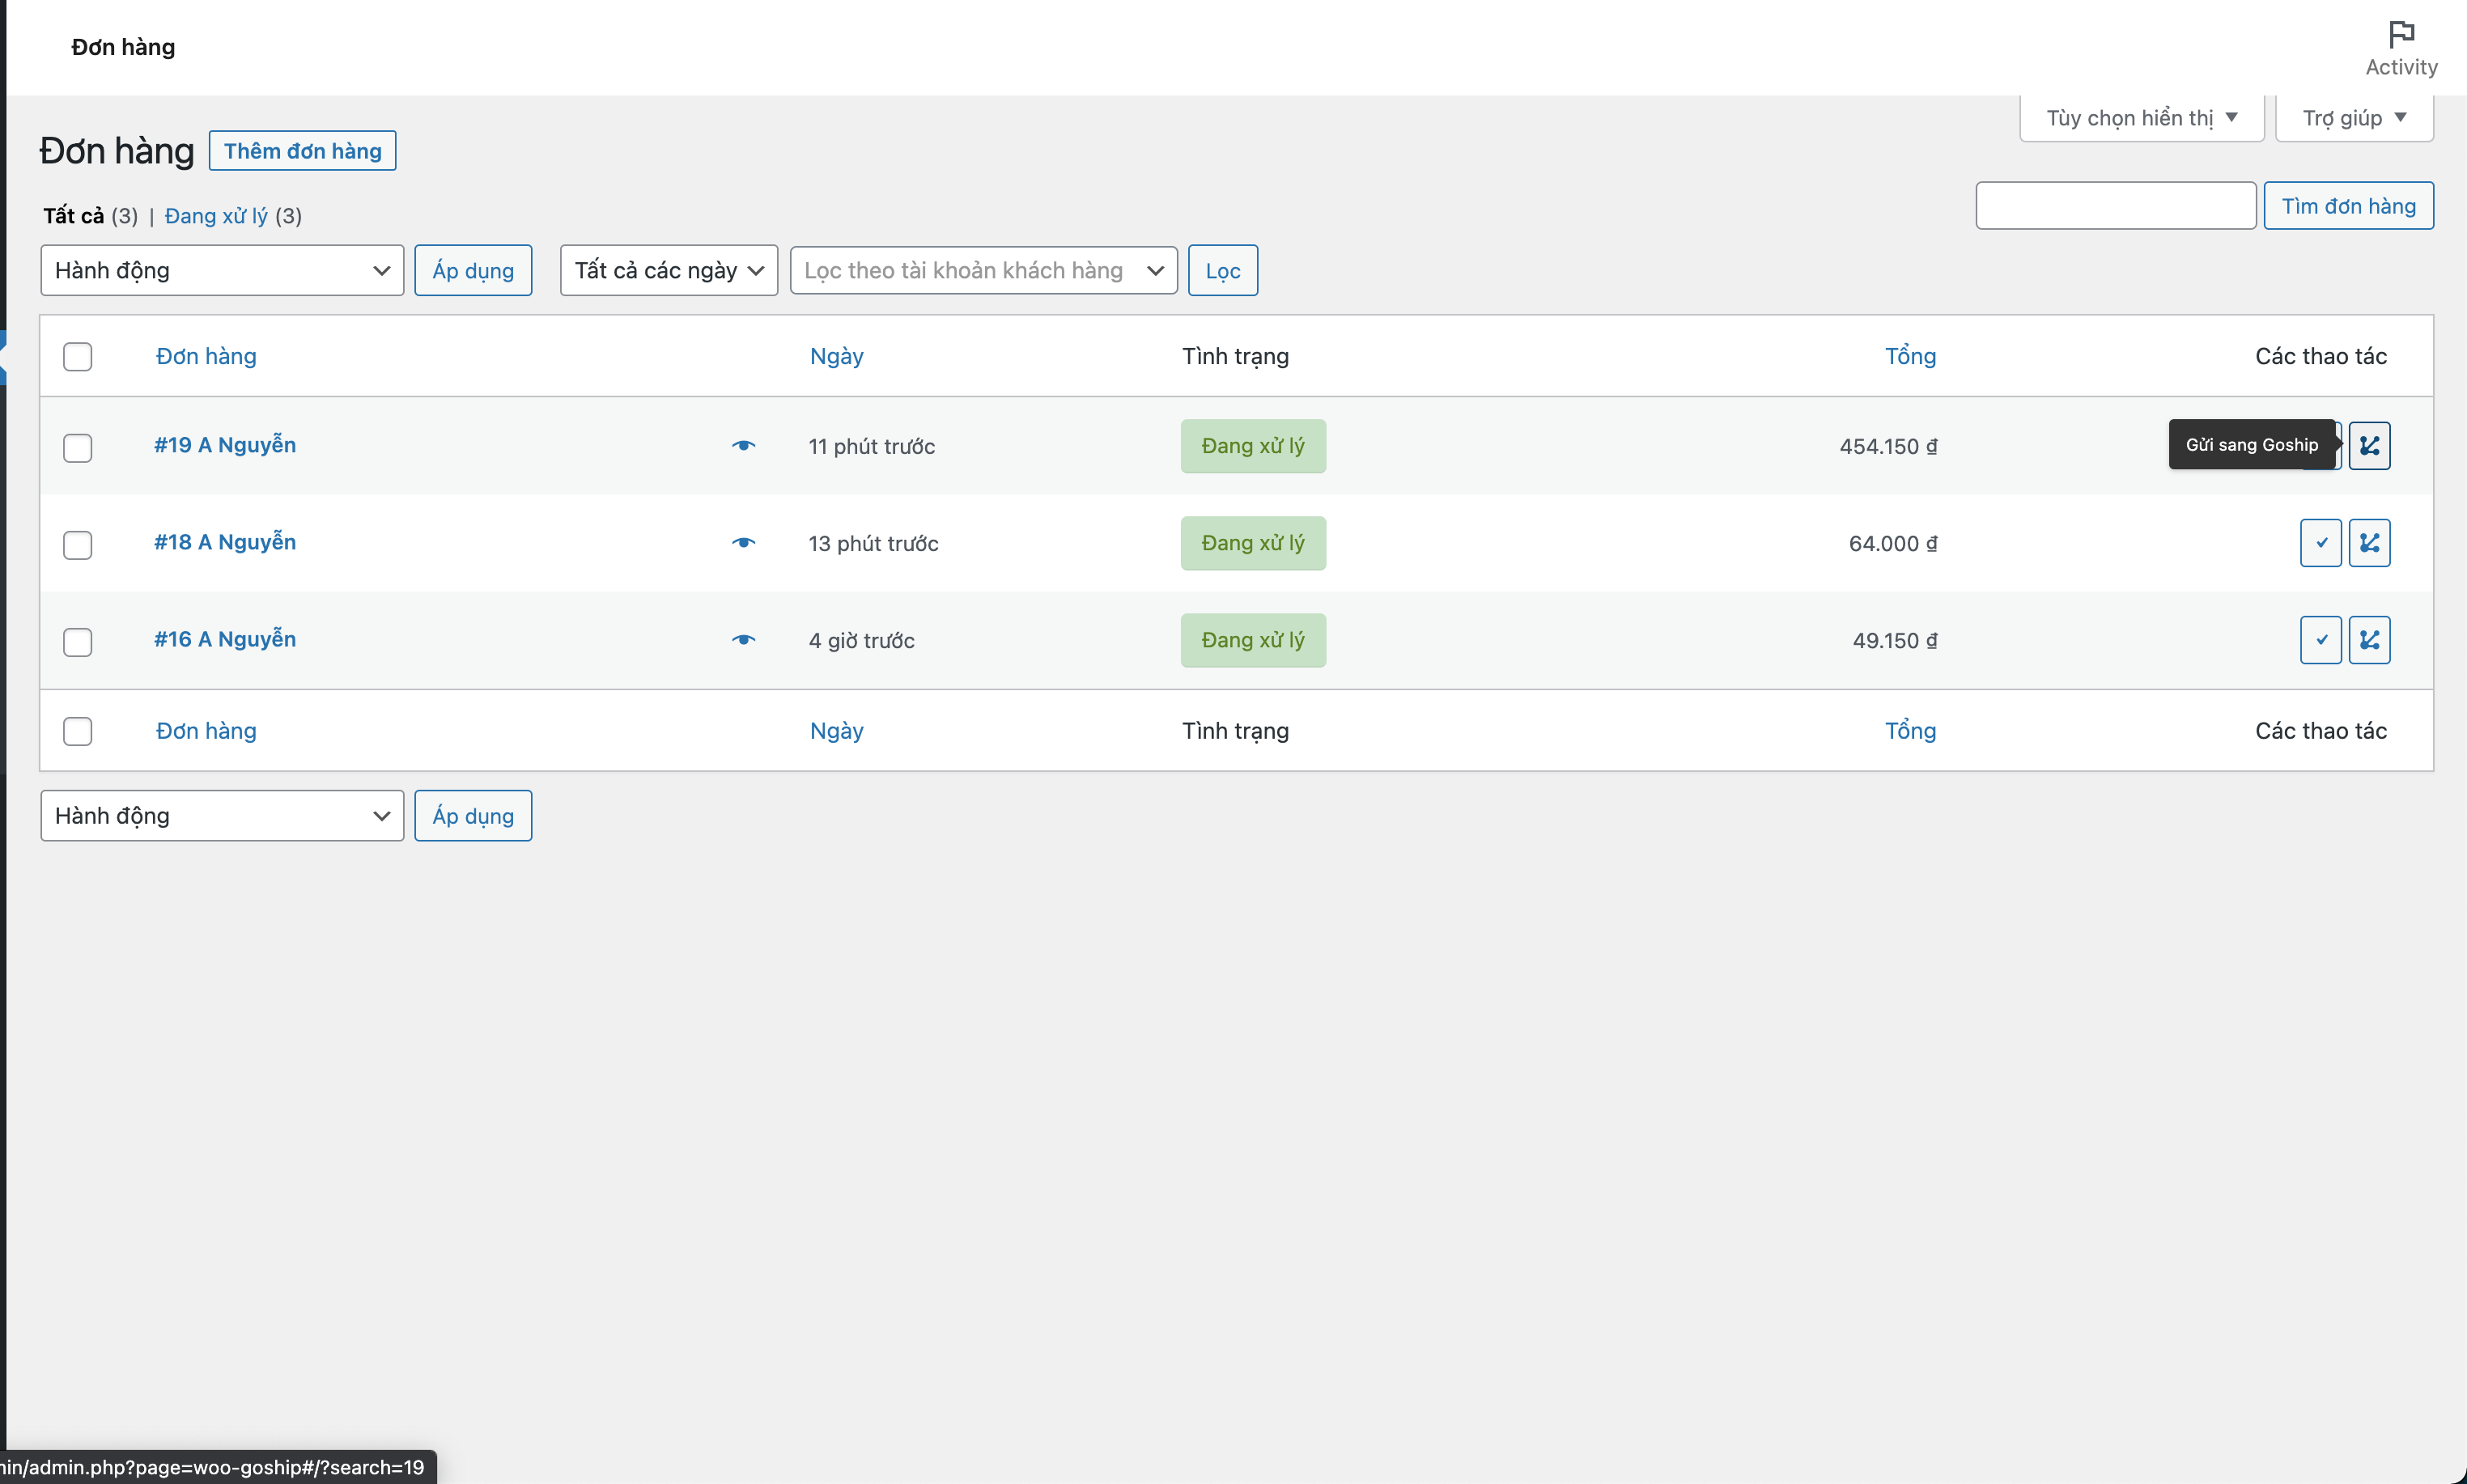 Đơn hàng
Activity
Tùy chọn hiển thị ▼
Trợ giúp ▼
Đơn hàng
Thêm đơn hàng
Tất cả (3) | Đang xử lý (3)
Tìm đơn hàng
Hành động
Áp dụng
Tất cả các ngày
Lọc theo tài khoản khách hàng
Lọc
Đơn hàng Ngày Tình trạng Tổng Các thao tác
#19 A Nguyễn 11 phút trước Đang xử lý 454.150 ₫ Gửi sang Goship
#18 A Nguyễn 13 phút trước Đang xử lý 64.000 ₫
#16 A Nguyễn 4 giờ trước Đang xử lý 49.150 ₫
Đơn hàng Ngày Tình trạng Tổng Các thao tác
Hành động
Áp dụng
in/admin.php?page=woo-goship#/?search=19